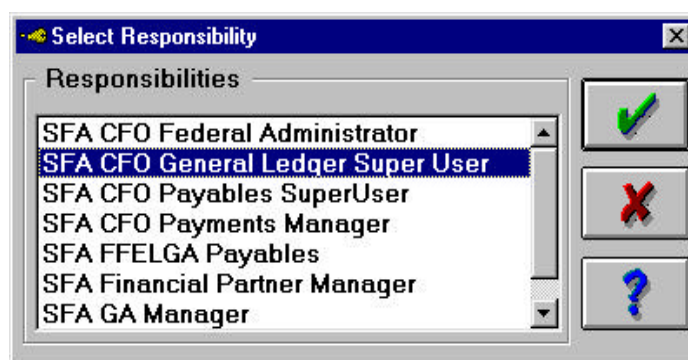 Select Responsibility
Responsibilities
SFA CFO Federal Administrator
SFA CFO General Ledger Super User
SFA CFO Payables SuperUser
SFA CFO Payments Manager
SFA FFELGA Payables
SFA Financial Partner Manager
SFA GA Manager